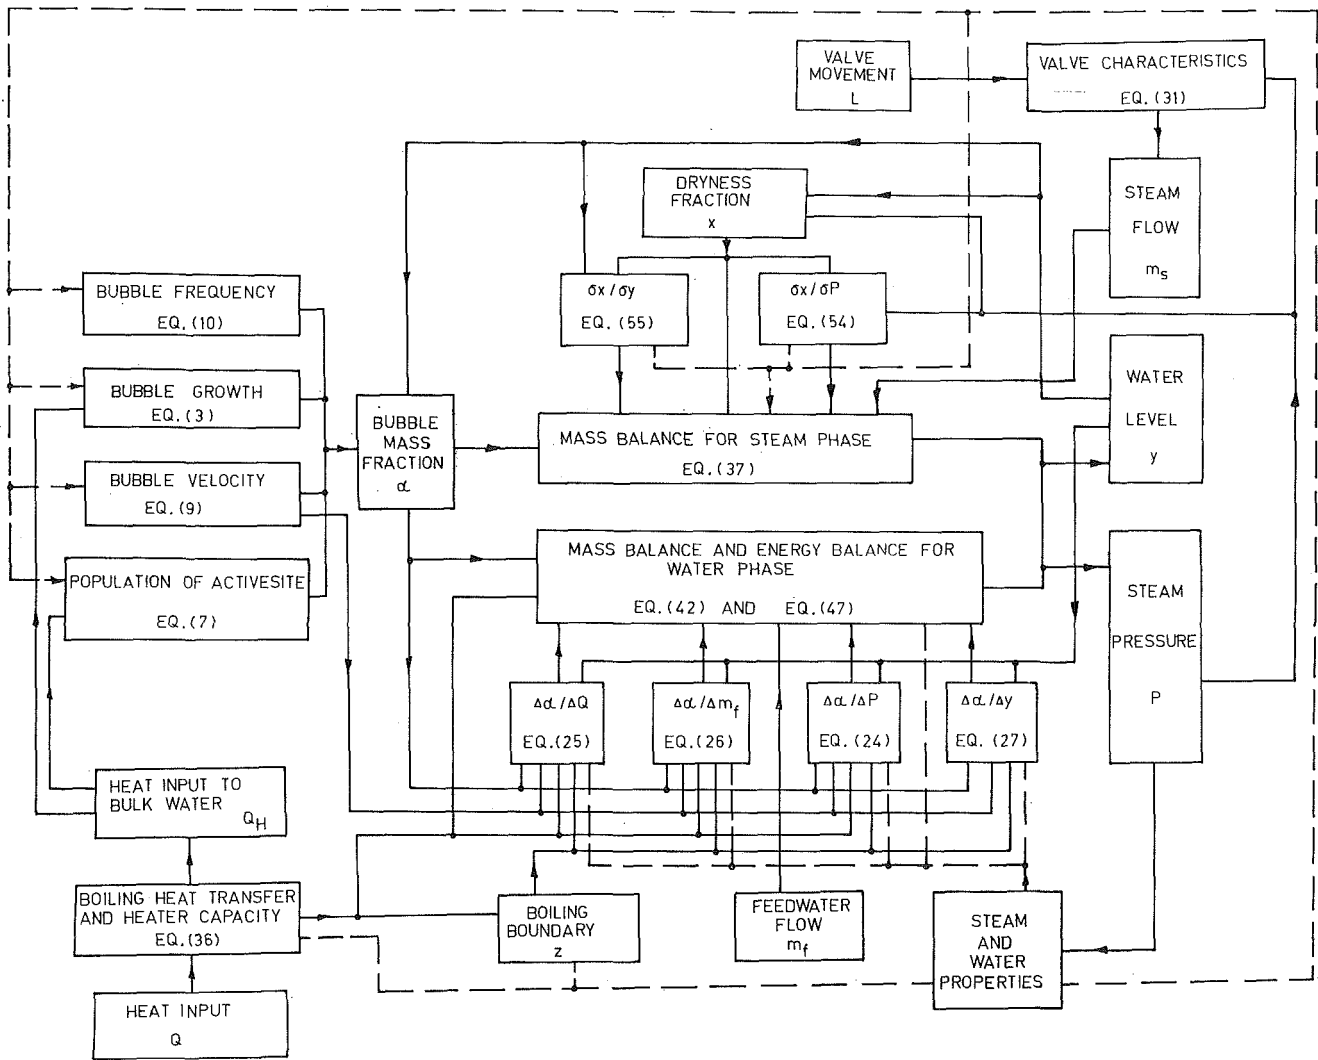 VALVE
MOVEMENT
L
VALVE CHARACTERISTICS
EQ. (31)
STEAM
FLOW
ms
DRYNESS
FRACTION
x
σx/σy
EQ. (55)
σx/σP
EQ. (54)
BUBBLE FREQUENCY
EQ. (10)
BUBBLE GROWTH
EQ. (3)
BUBBLE VELOCITY
EQ. (9)
POPULATION OF ACTIVESITE
EQ. (7)
BUBBLE
MASS
FRACTION
α
MASS BALANCE FOR STEAM PHASE
EQ. (37)
WATER
LEVEL
y
MASS BALANCE AND ENERGY BALANCE FOR
WATER PHASE
EQ. (42) AND EQ. (47)
STEAM
PRESSURE
P
Δα/ΔQ
EQ. (25)
Δα/Δmf
EQ. (26)
Δα/ΔP
EQ. (24)
Δα/Δy
EQ. (27)
HEAT INPUT TO
BULK WATER
QH
BOILING HEAT TRANSFER
AND HEATER CAPACITY
EQ. (36)
HEAT INPUT
Q
BOILING
BOUNDARY
z
FEEDWATER
FLOW
mf
STEAM
AND
WATER
PROPERTIES